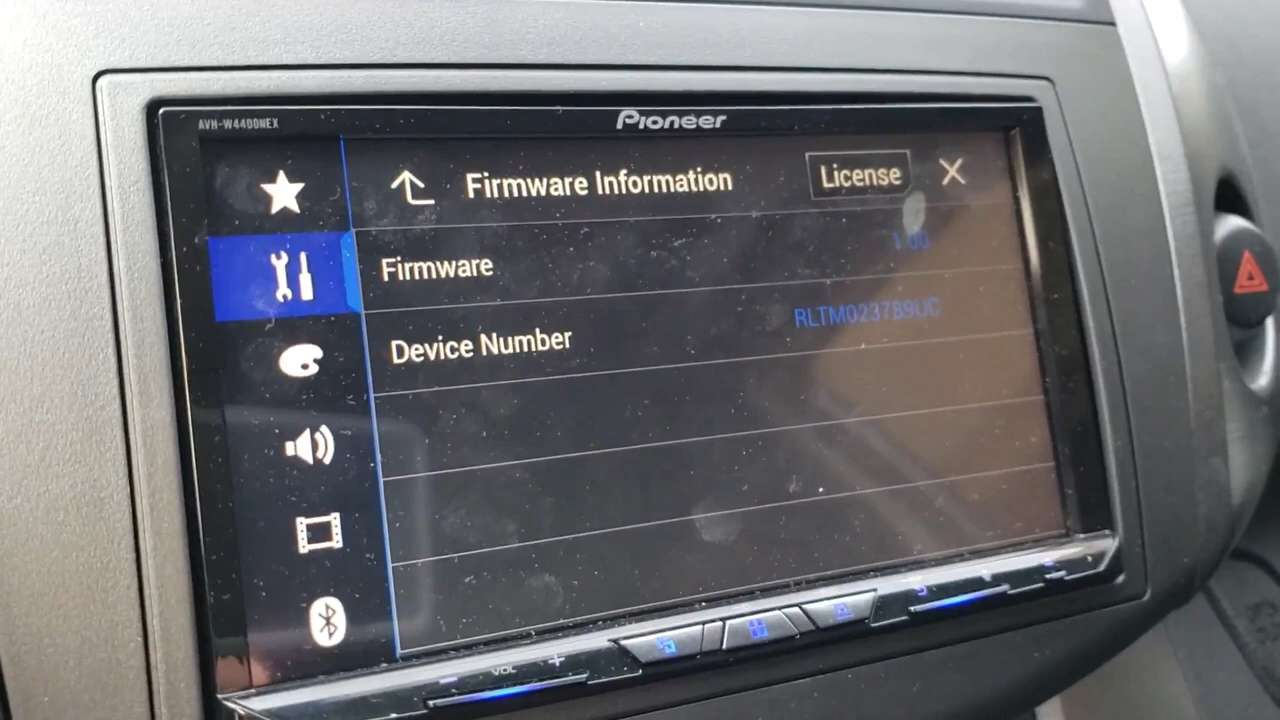 AVH-W4400NEX
Pioneer
Firmware Information
License
Firmware
1.00
Device Number
RLTM023789UC
VOL